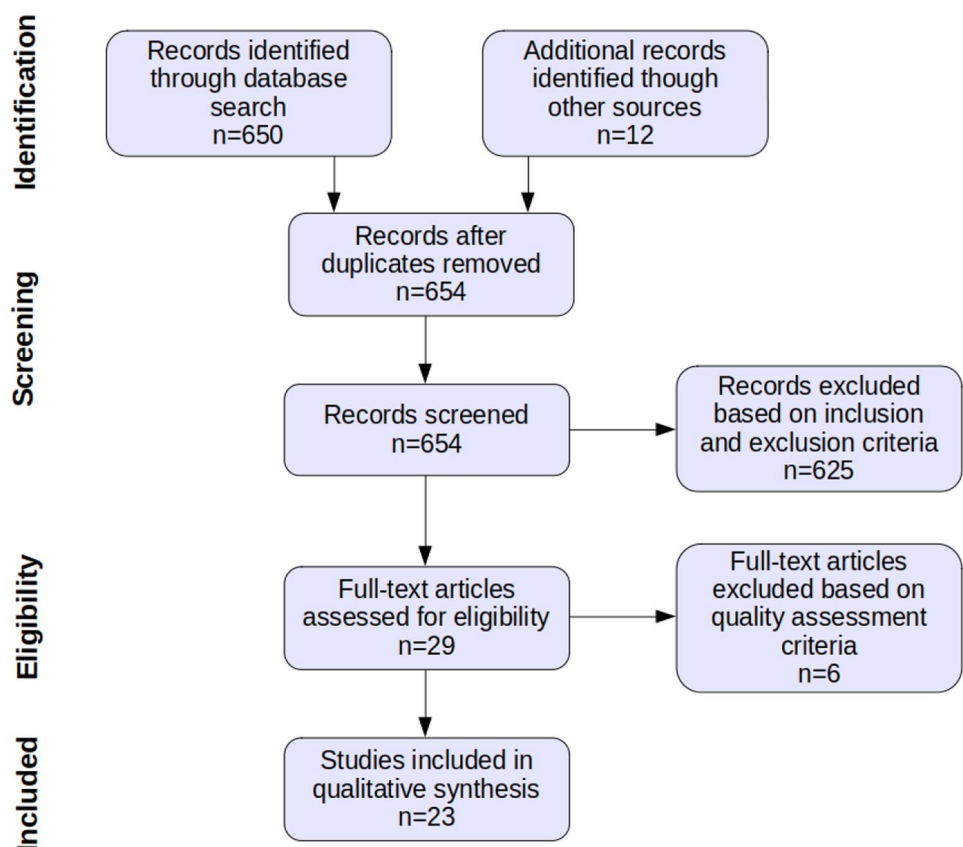 Identification
Records identified
through database
search
n=650
Additional records
identified though
other sources
n=12
Screening
Records after
duplicates removed
n=654
Records screened
n=654
Records excluded
based on inclusion
and exclusion criteria
n=625
Eligibility
Full-text articles
assessed for eligibility
n=29
Full-text articles
excluded based on
quality assessment
criteria
n=6
Included
Studies included in
qualitative synthesis
n=23